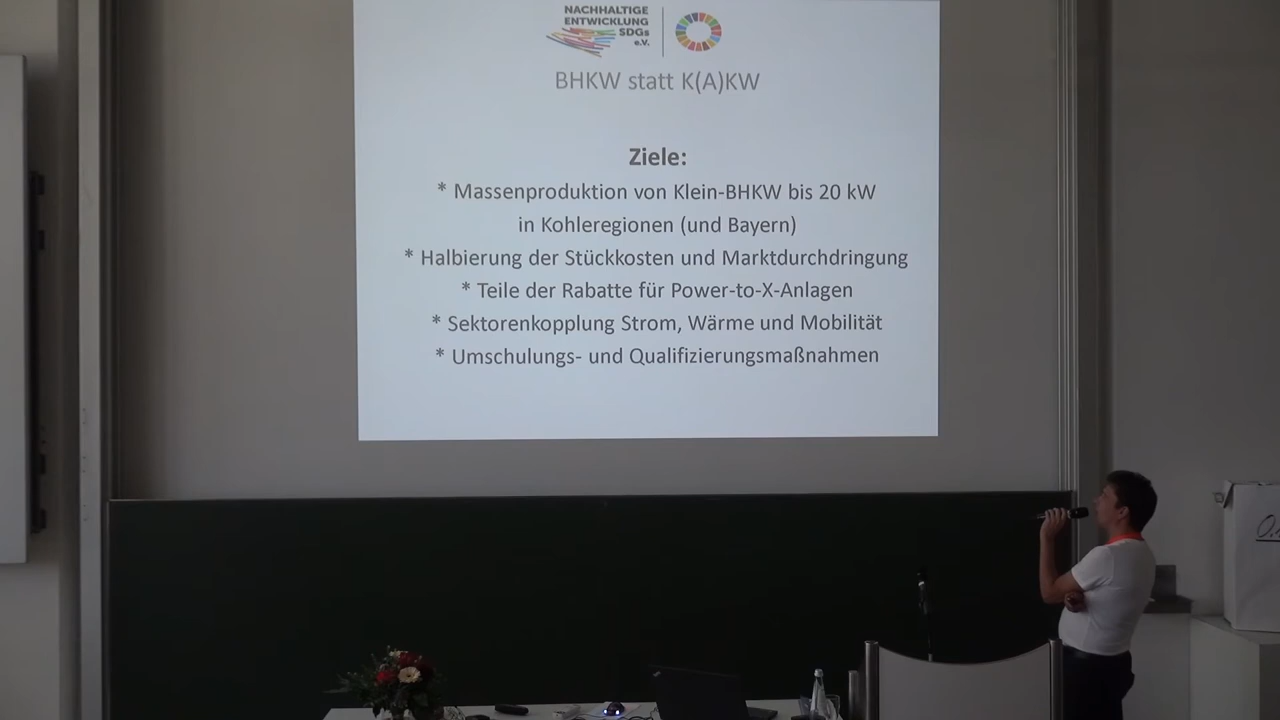 NACHHALTIGE
ENTWICKLUNG
SDGs
e.V.
BHKW statt K(A)KW
Ziele:
* Massenproduktion von Klein-BHKW bis 20 kW
in Kohleregionen (und Bayern)
* Halbierung der Stückkosten und Marktdurchdringung
* Teile der Rabatte für Power-to-X-Anlagen
* Sektorenkopplung Strom, Wärme und Mobilität
* Umschulungs- und Qualifizierungsmaßnahmen